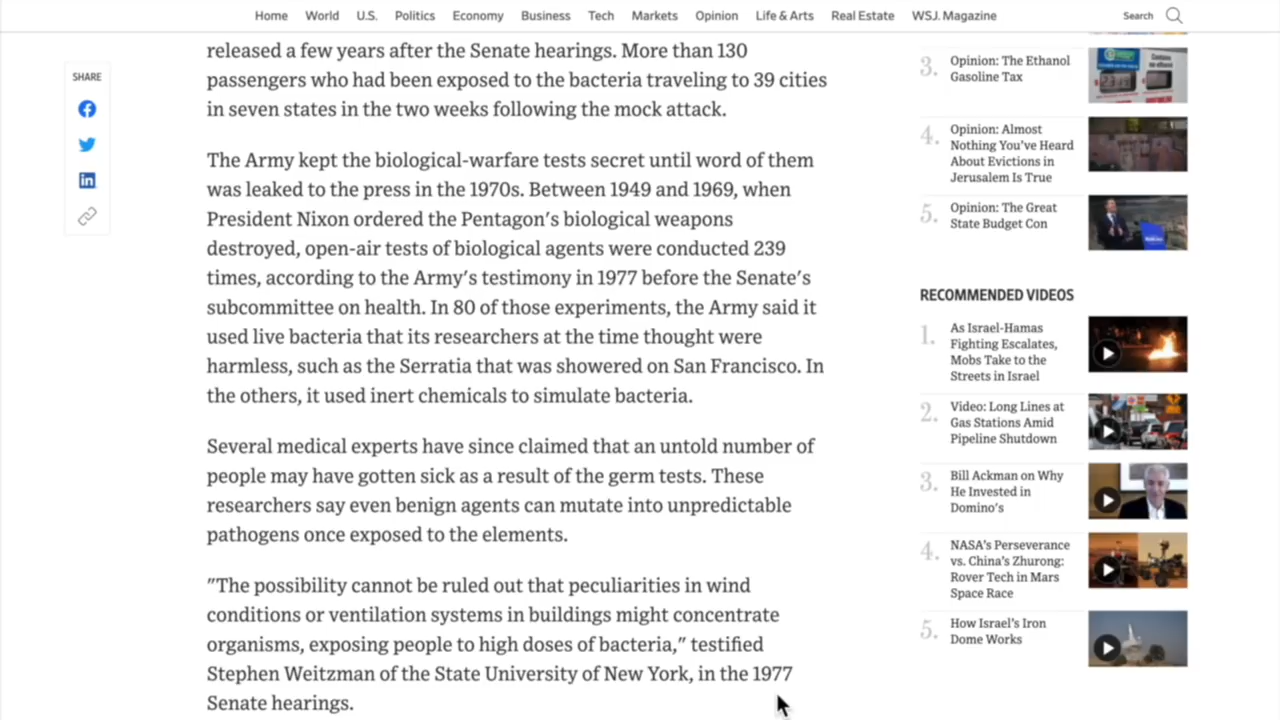 Home World U.S. Politics Economy Business Tech Markets Opinion Life & Arts Real Estate WSJ. Magazine Search
SHARE
released a few years after the Senate hearings. More than 130
passengers who had been exposed to the bacteria traveling to 39 cities
in seven states in the two weeks following the mock attack.
The Army kept the biological-warfare tests secret until word of them
was leaked to the press in the 1970s. Between 1949 and 1969, when
President Nixon ordered the Pentagon's biological weapons
destroyed, open-air tests of biological agents were conducted 239
times, according to the Army's testimony in 1977 before the Senate's
subcommittee on health. In 80 of those experiments, the Army said it
used live bacteria that its researchers at the time thought were
harmless, such as the Serratia that was showered on San Francisco. In
the others, it used inert chemicals to simulate bacteria.
Several medical experts have since claimed that an untold number of
people may have gotten sick as a result of the germ tests. These
researchers say even benign agents can mutate into unpredictable
pathogens once exposed to the elements.
"The possibility cannot be ruled out that peculiarities in wind
conditions or ventilation systems in buildings might concentrate
organisms, exposing people to high doses of bacteria," testified
Stephen Weitzman of the State University of New York, in the 1977
Senate hearings.
3. Opinion: The Ethanol
Gasoline Tax
4. Opinion: Almost
Nothing You've Heard
About Evictions in
Jerusalem Is True
5. Opinion: The Great
State Budget Con
RECOMMENDED VIDEOS
1. As Israel-Hamas
Fighting Escalates,
Mobs Take to the
Streets in Israel
2. Video: Long Lines at
Gas Stations Amid
Pipeline Shutdown
3. Bill Ackman on Why
He Invested in
Domino's
4. NASA's Perseverance
vs. China's Zhurong:
Rover Tech in Mars
Space Race
5. How Israel's Iron
Dome Works